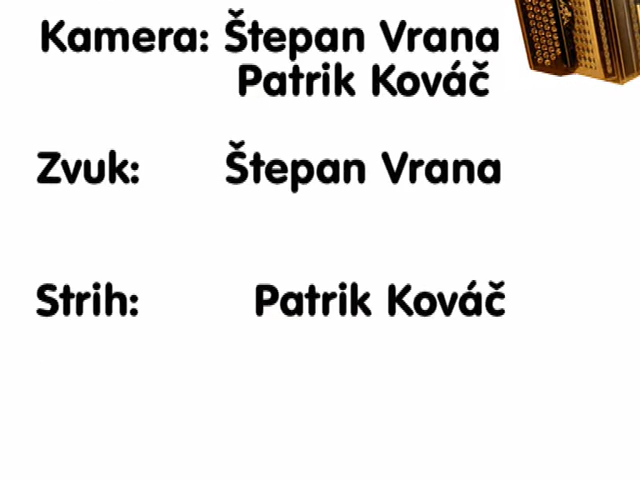 Kamera: Štepan Vrana
Patrik Kováč
Zvuk: Štepan Vrana
Strih: Patrik Kováč